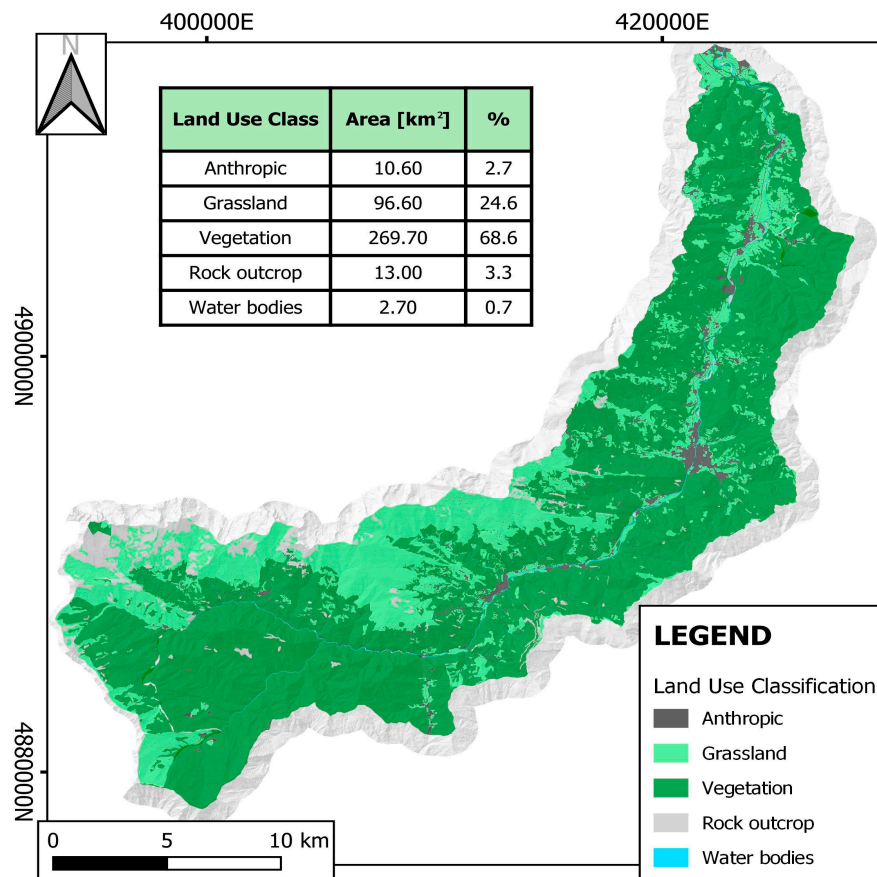 400000E 420000E
N
Land Use Class Area [km²] %
Anthropic 10.60 2.7
Grassland 96.60 24.6
Vegetation 269.70 68.6
Rock outcrop 13.00 3.3
Water bodies 2.70 0.7
4900000N
4880000N
LEGEND
Land Use Classification
Anthropic
Grassland
Vegetation
Rock outcrop
Water bodies
0 5 10 km